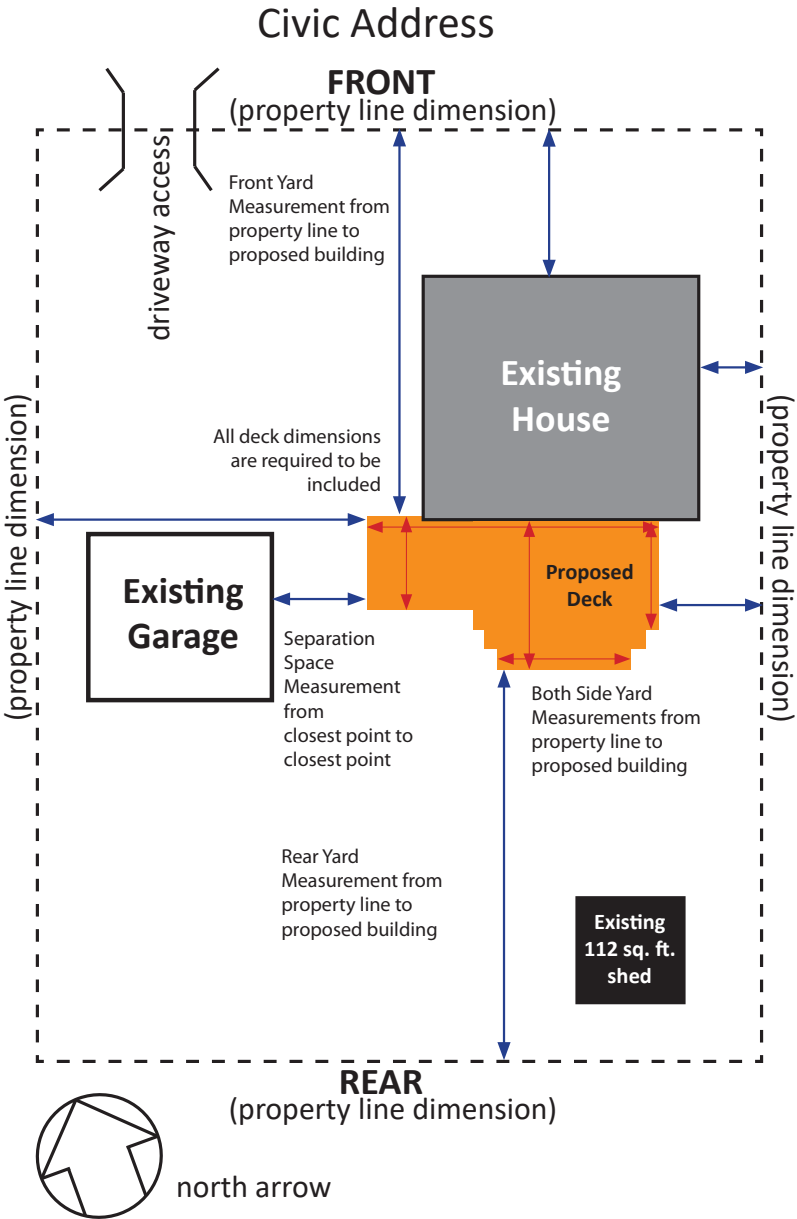 Civic Address
FRONT
(property line dimension)
driveway access
Front Yard
Measurement from
property line to
proposed building
Existing
House
(property line dimension)
(property line dimension)
All deck dimensions
are required to be
included
Existing
Garage
Proposed
Deck
Separation
Space
Measurement
from
closest point to
closest point
Both Side Yard
Measurements from
property line to
proposed building
Rear Yard
Measurement from
property line to
proposed building
Existing
112 sq. ft.
shed
REAR
(property line dimension)
north arrow